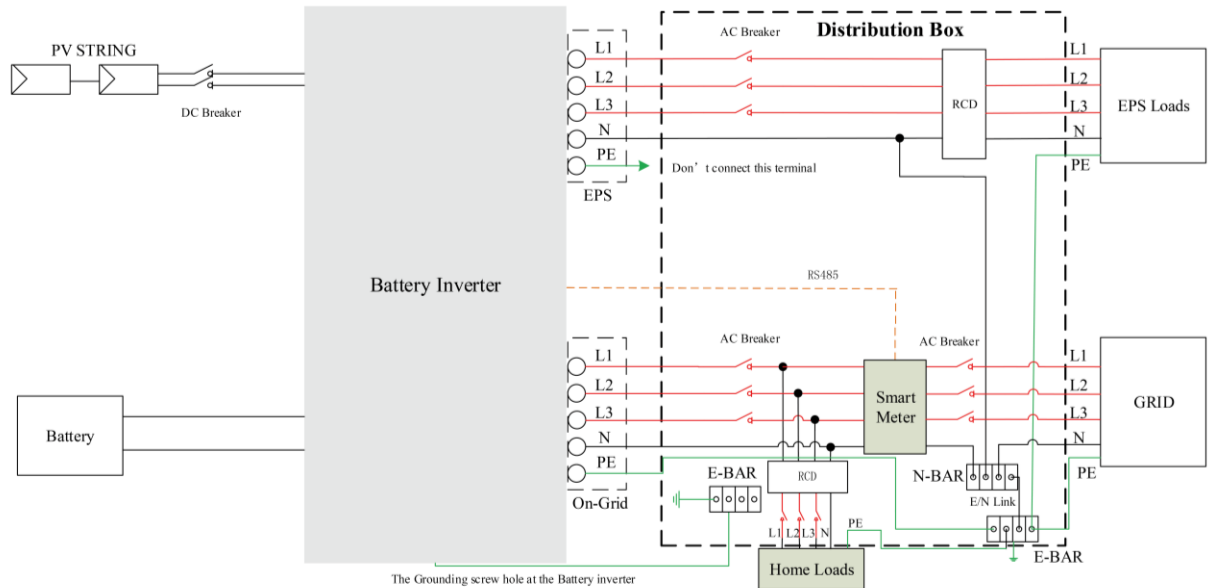 Distribution Box
PV STRING
DC Breaker
L1
L2
L3
N
PE
EPS
AC Breaker
RCD
L1
L2
L3
N
PE
EPS Loads
Don't connect this terminal
Battery Inverter
RS485
Battery
L1
L2
L3
N
PE
On-Grid
AC Breaker
AC Breaker
Smart
Meter
L1
L2
L3
N
PE
GRID
E-BAR
RCD
L1
L2
L3
N
PE
Home Loads
N-BAR
E/N Link
E-BAR
The Grounding screw hole at the Battery inverter